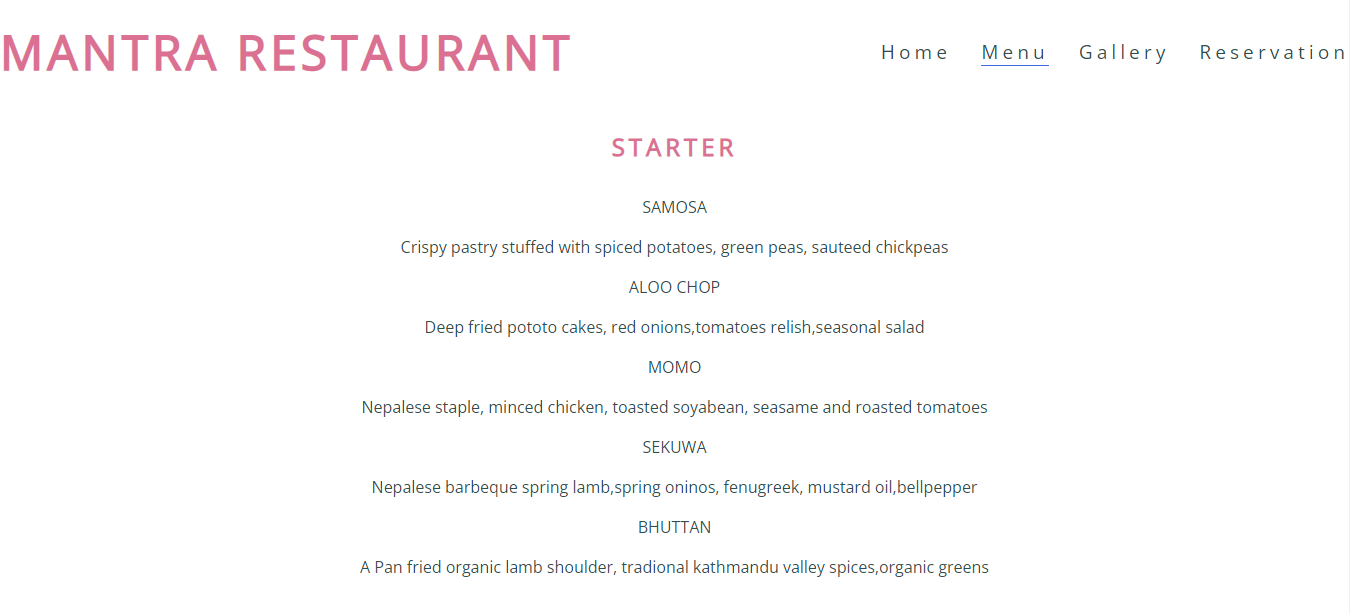 MANTRA RESTAURANT
Home Menu Gallery Reservation
STARTER
SAMOSA
Crispy pastry stuffed with spiced potatoes, green peas, sauteed chickpeas
ALOO CHOP
Deep fried pototo cakes, red onions,tomatoes relish,seasonal salad
MOMO
Nepalese staple, minced chicken, toasted soyabean, seasame and roasted tomatoes
SEKUWA
Nepalese barbeque spring lamb,spring oninos, fenugreek, mustard oil,bellpepper
BHUTTAN
A Pan fried organic lamb shoulder, tradional kathmandu valley spices,organic greens